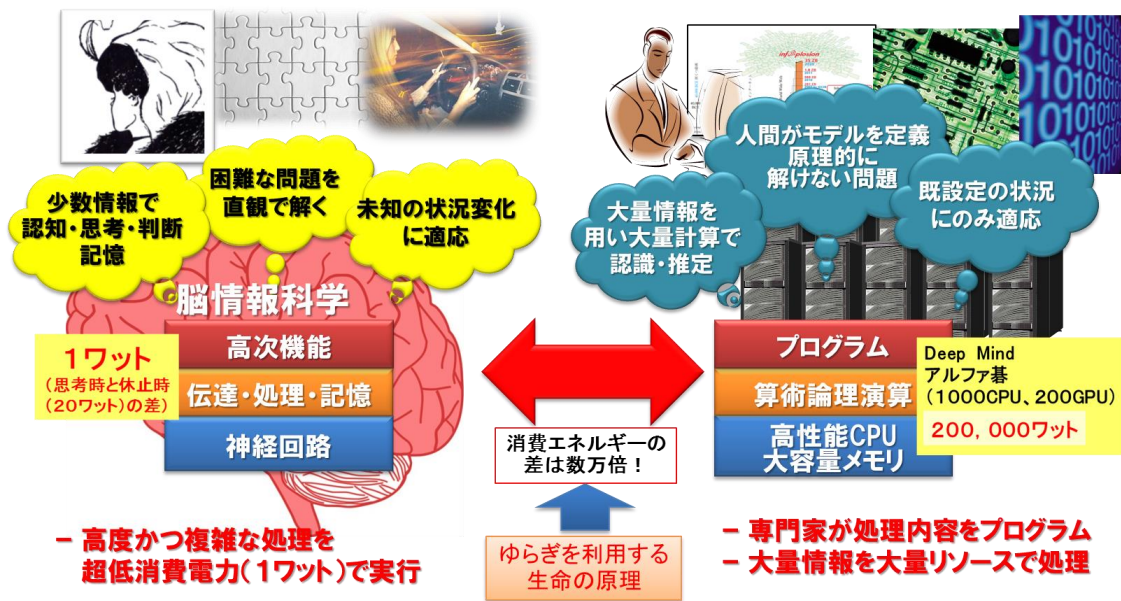 少数情報で
認知・思考・判断
記憶
困難な問題を
直観で解く
未知の状況変化
に適応
脳情報科学
高次機能
伝達・処理・記憶
神経回路
1ワット
(思考時と休止時
(20ワット)の差)
- 高度かつ複雑な処理を
超低消費電力(1ワット)で実行
消費エネルギーの
差は数万倍!
ゆらぎを利用する
生命の原理
大量情報を
用い大量計算で
認識・推定
人間がモデルを定義
原理的に
解けない問題
既設定の状況
にのみ適応
プログラム
算術論理演算
高性能CPU
大容量メモリ
Deep Mind
アルファ碁
(1000CPU、200GPU)
200,000ワット
- 専門家が処理内容をプログラム
- 大量情報を大量リソースで処理